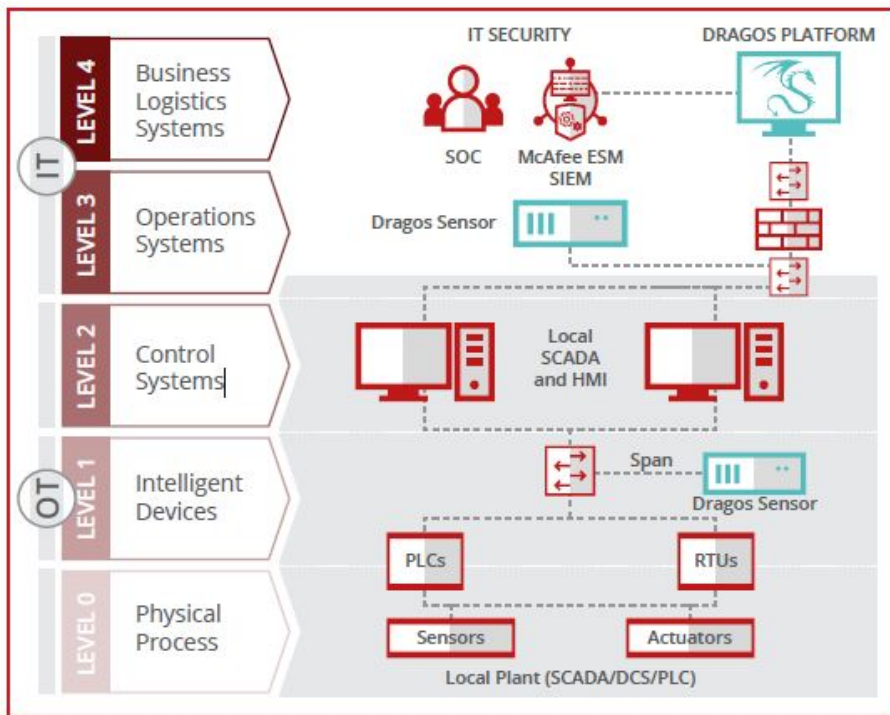 IT SECURITY
DRAGOS PLATFORM
IT
LEVEL 4
Business
Logistics
Systems
SOC
McAfee ESM
SIEM
LEVEL 3
Operations
Systems
Dragos Sensor
LEVEL 2
Control
Systems
Local
SCADA
and HMI
OT
LEVEL 1
Intelligent
Devices
Span
Dragos Sensor
PLCs
RTUs
LEVEL 0
Physical
Process
Sensors
Actuators
Local Plant (SCADA/DCS/PLC)